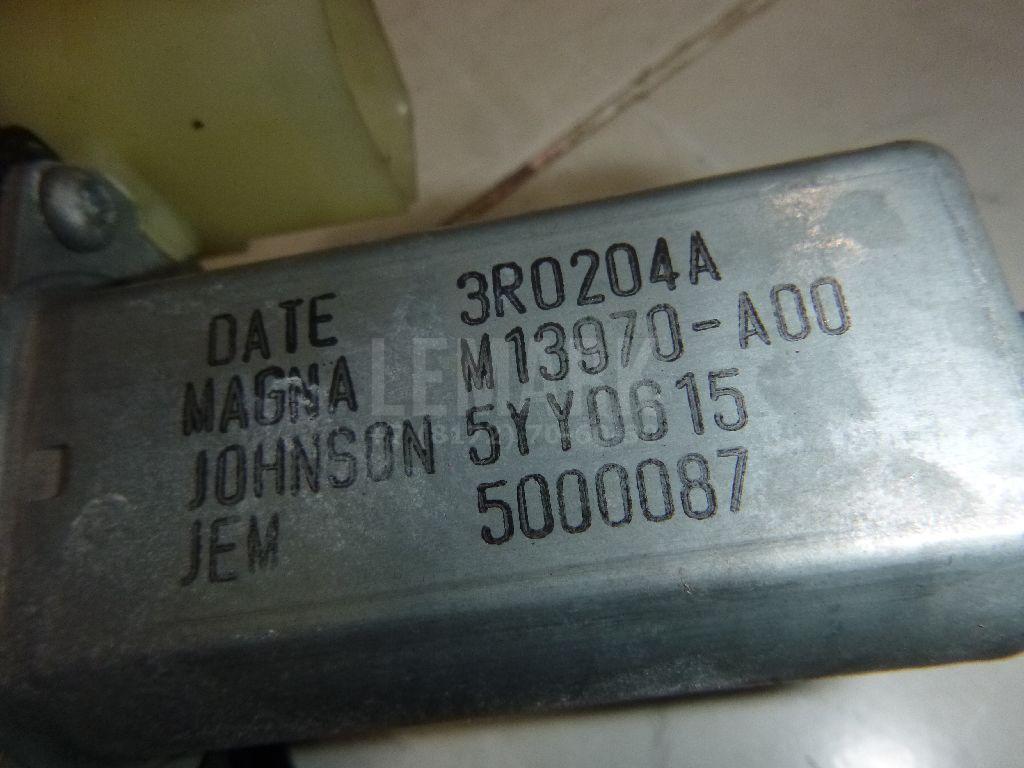 DATE 3R0204A
MAGNA M13970-A00
JOHNSON 5YY0615
JEM 5000087